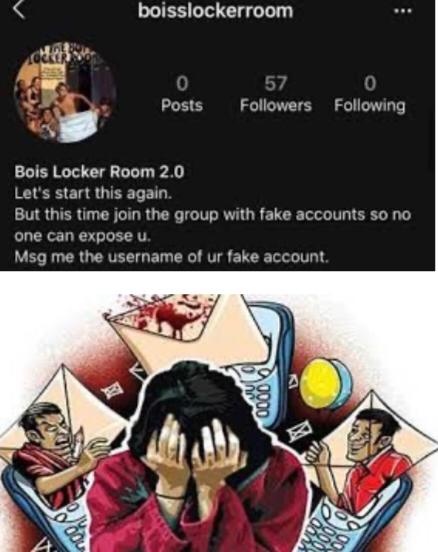 boisslockerroom
0
57
0
Posts
Followers
Following
Bois Locker Room 2.0
Let's start this again.
But this time join the group with fake accounts so no
one can expose u.
Msg me the username of ur fake account.